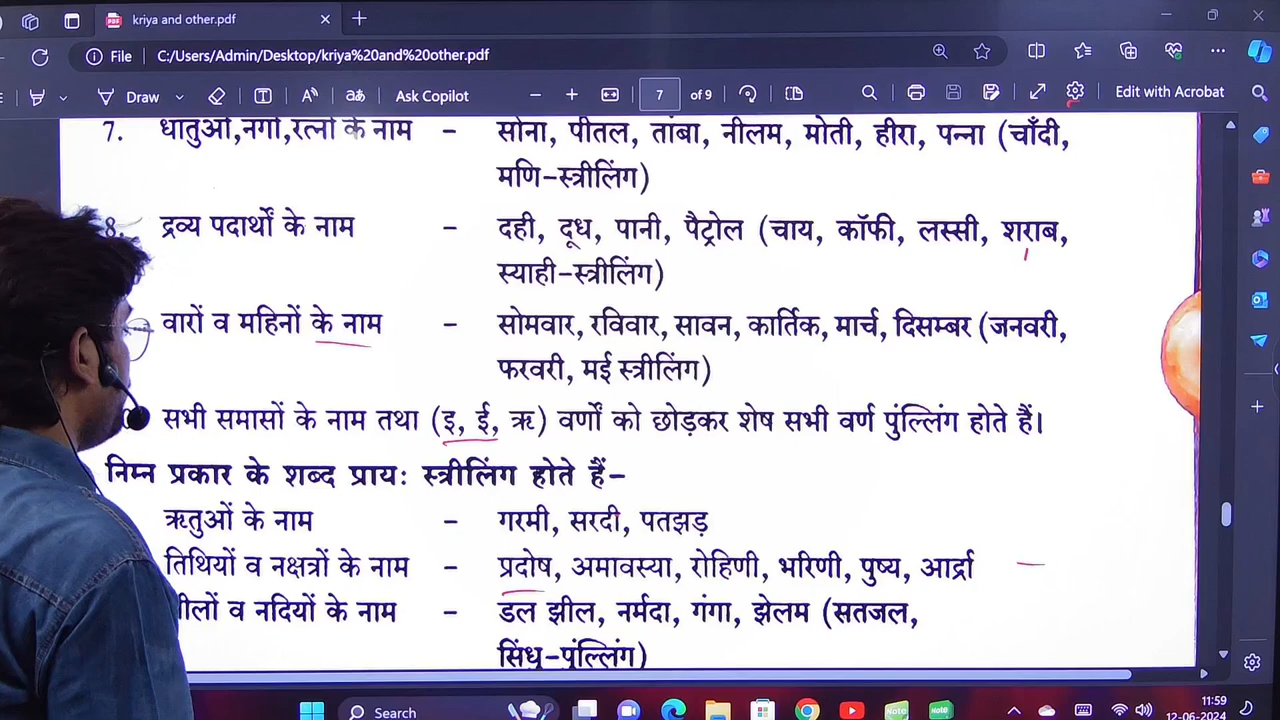 kriya and other.pdf
File C:/Users/Admin/Desktop/kriya%20and%20other.pdf
Draw Ask Copilot 7 of 9 Edit with Acrobat
7. धातुओं,नगों,रत्नों के नाम - सोना, पीतल, तांबा, नीलम, मोती, हीरा, पन्ना (चाँदी,
मणि-स्त्रीलिंग)
8. द्रव्य पदार्थों के नाम - दही, दूध, पानी, पैट्रोल (चाय, कॉफी, लस्सी, शराब,
स्याही-स्त्रीलिंग)
वारों व महिनों के नाम - सोमवार, रविवार, सावन, कार्तिक, मार्च, दिसम्बर (जनवरी,
फरवरी, मई स्त्रीलिंग)
सभी समासों के नाम तथा (इ, ई, ऋ) वर्णों को छोड़कर शेष सभी वर्ण पुंल्लिंग होते हैं।
निम्न प्रकार के शब्द प्रायः स्त्रीलिंग होते हैं-
ऋतुओं के नाम - गरमी, सरदी, पतझड़
तिथियों व नक्षत्रों के नाम - प्रदोष, अमावस्या, रोहिणी, भरिणी, पुष्य, आर्द्रा
व नदियों के नाम - डल झील, नर्मदा, गंगा, झेलम (सतजल,
सिंधु-पुंल्लिंग)
Search 11:59
12-06-2024